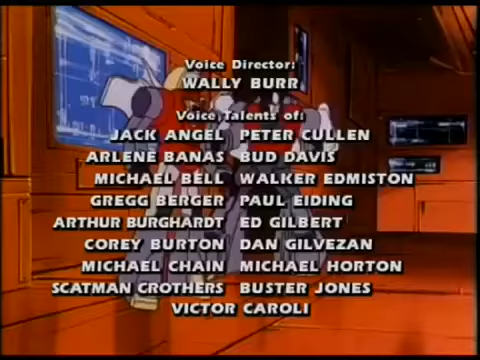 Voice Director:
WALLY BURR
Voice Talents of:
JACK ANGEL PETER CULLEN
ARLENE BANAS BUD DAVIS
MICHAEL BELL WALKER EDMISTON
GREGG BERGER PAUL EIDING
ARTHUR BURGHARDT ED GILBERT
COREY BURTON DAN GILVEZAN
MICHAEL CHAIN MICHAEL HORTON
SCATMAN CROTHERS BUSTER JONES
VICTOR CAROLI